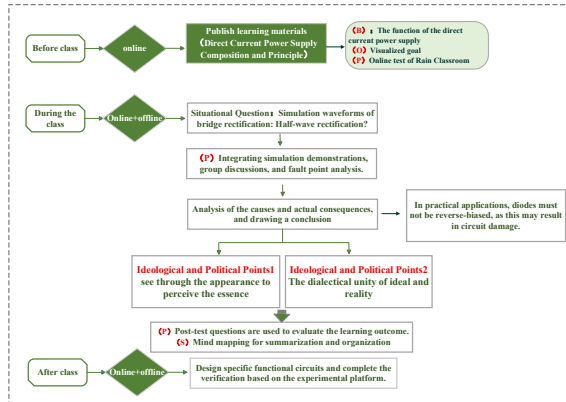 Before class
online
Publish learning materials
(Direct Current Power Supply
Composition and Principle)
(B)：The function of the direct
current power supply
(O) Visualized goal
(P) Online test of Rain Classroom
During the
class
Online+offline
Situational Question：Simulation waveforms of
bridge rectification: Half-wave rectification?
(P) Integrating simulation demonstrations,
group discussions, and fault point analysis.
Analysis of the causes and actual consequences,
and drawing a conclusion
In practical applications, diodes must
not be reverse-biased, as this may result
in circuit damage.
Ideological and Political Points1
see through the appearance to
perceive the essence
Ideological and Political Points2
The dialectical unity of ideal and
reality
(P) Post-test questions are used to evaluate the learning outcome.
(S) Mind mapping for summarization and organization
After class
Online+offline
Design specific functional circuits and complete the
verification based on the experimental platform.